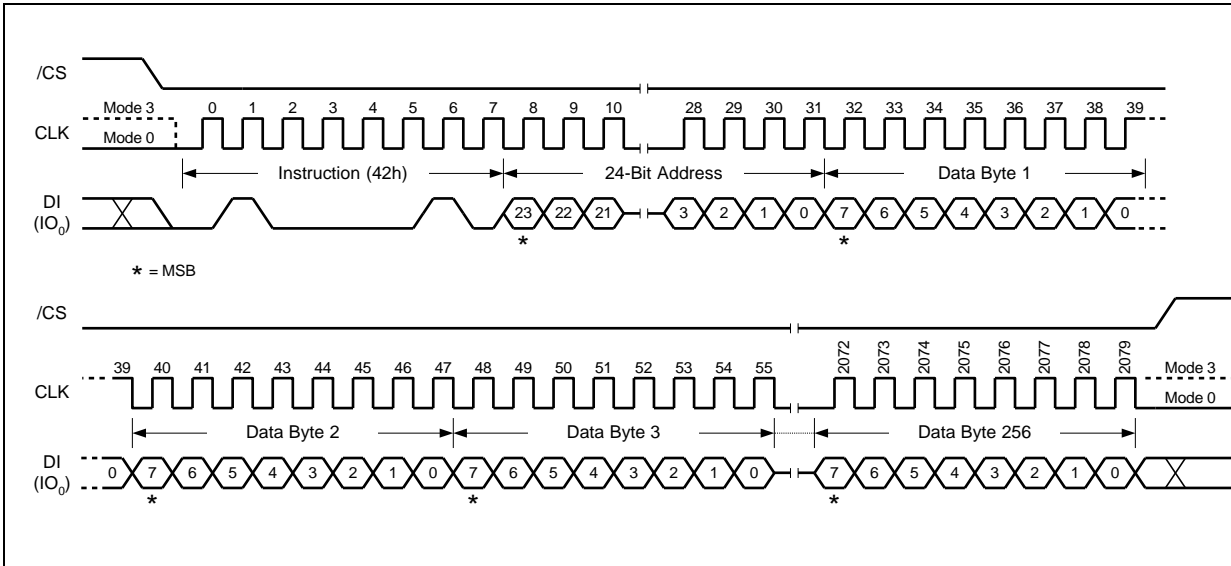 /CS
Mode 3 0 1 2 3 4 5 6 7 8 9 10 28 29 30 31 32 33 34 35 36 37 38 39
CLK Mode 0
Instruction (42h) 24-Bit Address Data Byte 1
DI
(IO0) 23 22 21 3 2 1 0 7 6 5 4 3 2 1 0
* *
* = MSB
/CS
39 40 41 42 43 44 45 46 47 48 49 50 51 52 53 54 55 2072 2073 2074 2075 2076 2077 2078 2079 Mode 3
CLK Mode 0
Data Byte 2 Data Byte 3 Data Byte 256
DI
(IO0) 0 7 6 5 4 3 2 1 0 7 6 5 4 3 2 1 0 7 6 5 4 3 2 1 0
* * *